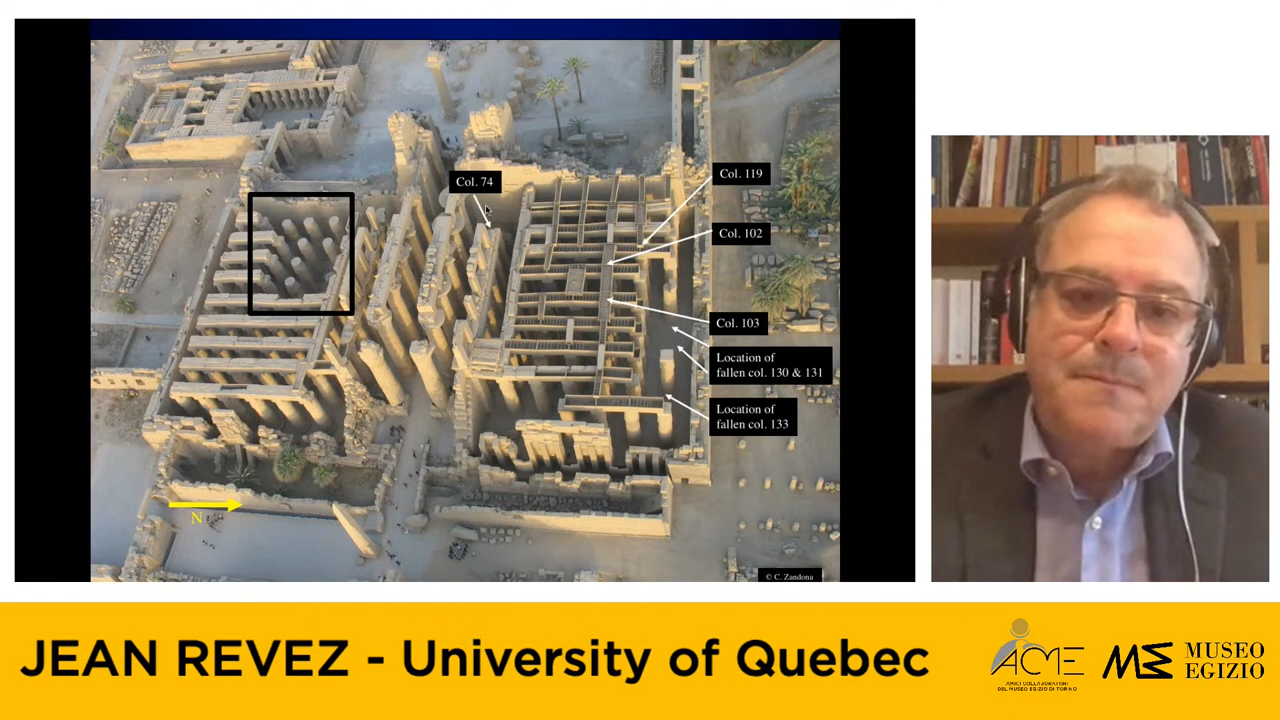 Col. 74
Col. 119
Col. 102
Col. 103
Location of
fallen col. 130 & 131
Location of
fallen col. 133
N
© C. Zandona
JEAN REVEZ - University of Quebec
ACME
AMICI COLLABORATORI
DEL MUSEO EGIZIO DI TORINO
ME
MUSEO
EGIZIO